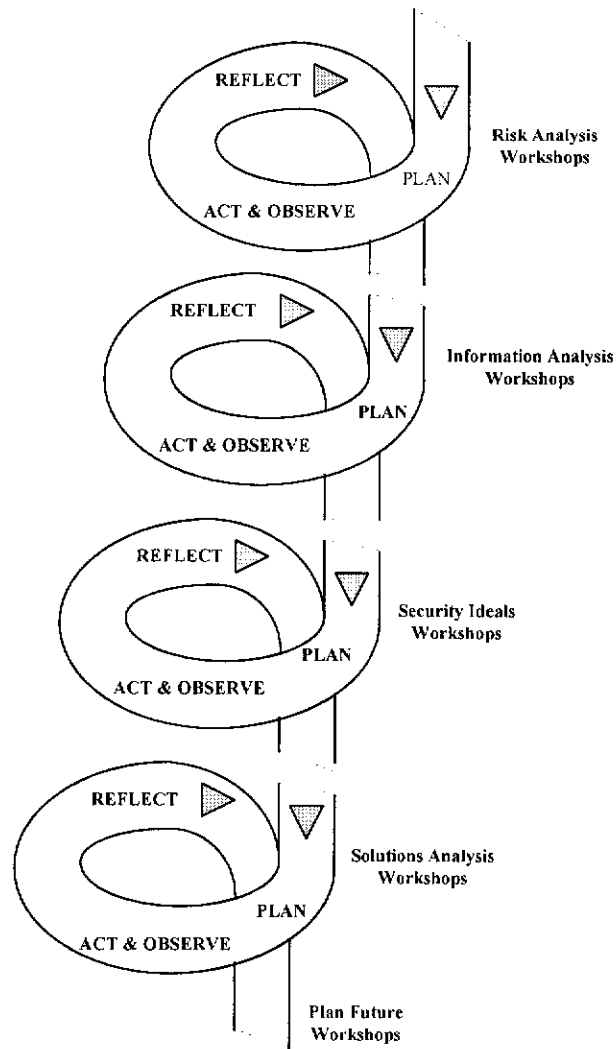 REFLECT
Risk Analysis
Workshops
PLAN
ACT & OBSERVE
REFLECT
Information Analysis
Workshops
PLAN
ACT & OBSERVE
REFLECT
Security Ideals
Workshops
PLAN
ACT & OBSERVE
REFLECT
Solutions Analysis
Workshops
PLAN
ACT & OBSERVE
Plan Future
Workshops